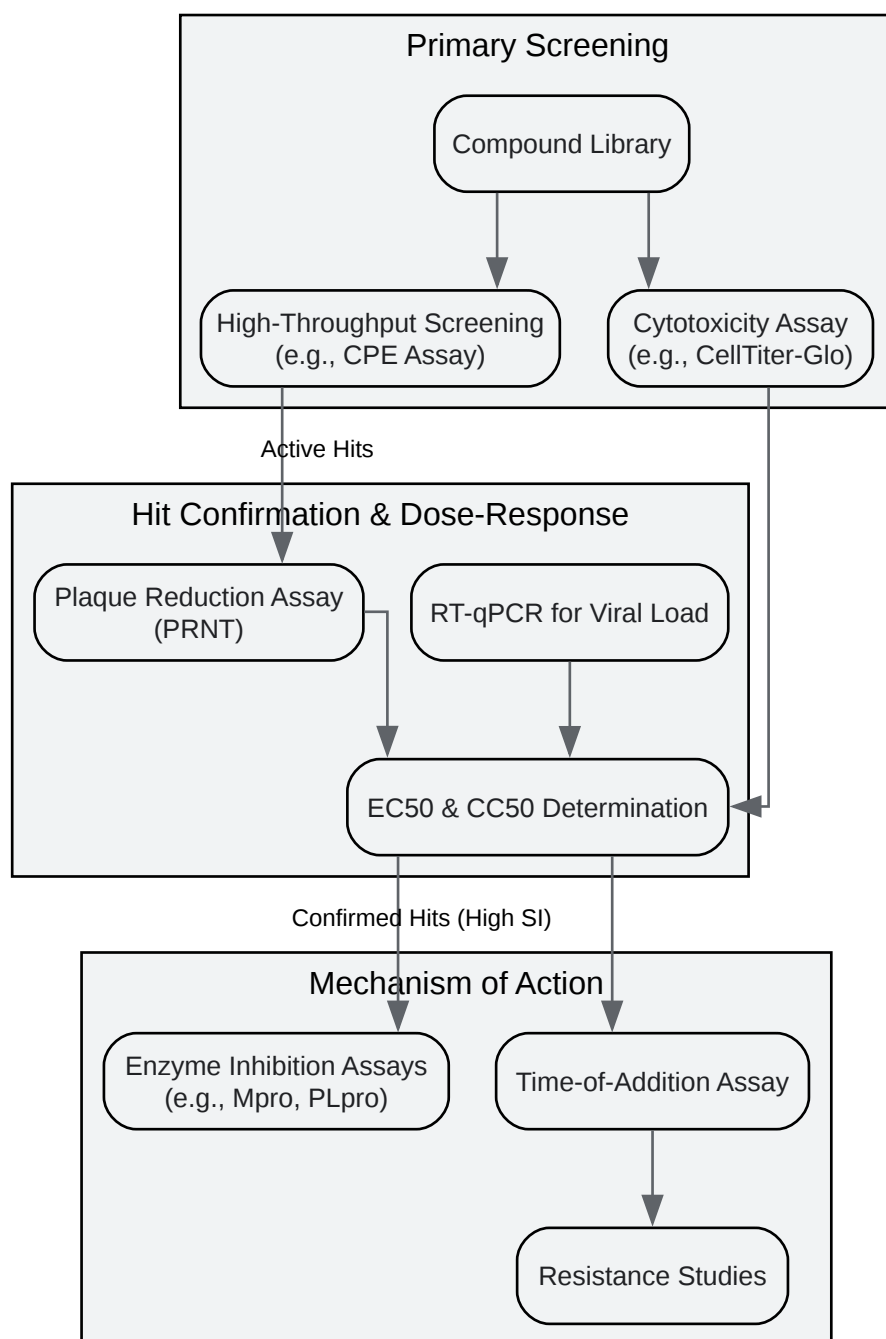 Primary Screening
Compound Library
High-Throughput Screening
(e.g., CPE Assay)
Cytotoxicity Assay
(e.g., CellTiter-Glo)
Active Hits
Hit Confirmation & Dose-Response
Plaque Reduction Assay
(PRNT)
RT-qPCR for Viral Load
EC50 & CC50 Determination
Confirmed Hits (High SI)
Mechanism of Action
Enzyme Inhibition Assays
(e.g., Mpro, PLpro)
Time-of-Addition Assay
Resistance Studies